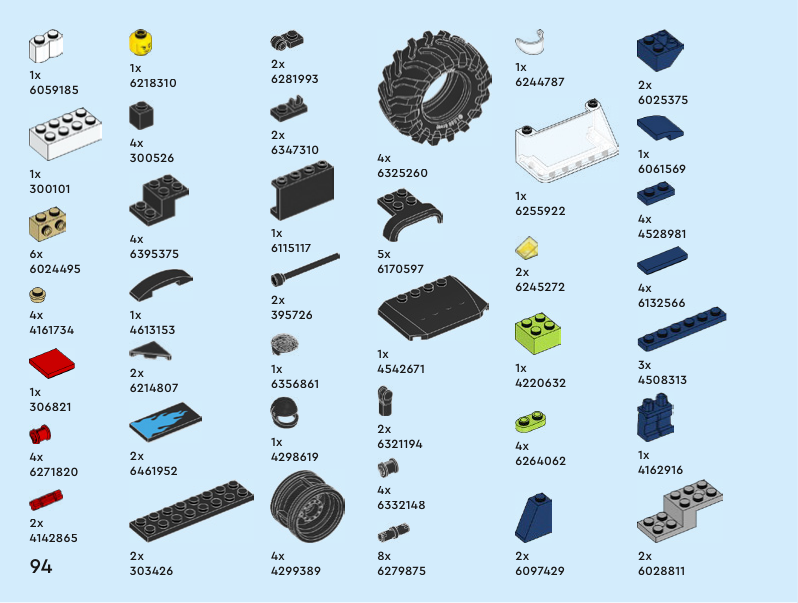 1x
6059185
1x
300101
6x
6024495
4x
4161734
1x
306821
4x
6271820
2x
4142865
94
1x
6218310
4x
300526
4x
6395375
1x
4613153
2x
6214807
2x
6461952
2x
303426
2x
6281993
2x
6347310
1x
6115117
2x
395726
1x
6356861
1x
4298619
4x
4299389
4x
6325260
5x
6170597
1x
4542671
2x
6321194
4x
6332148
8x
6279875
1x
6244787
1x
6255922
2x
6245272
1x
4220632
4x
6264062
2x
6097429
2x
6025375
1x
6061569
4x
4528981
4x
6132566
3x
4508313
1x
4162916
2x
6028811